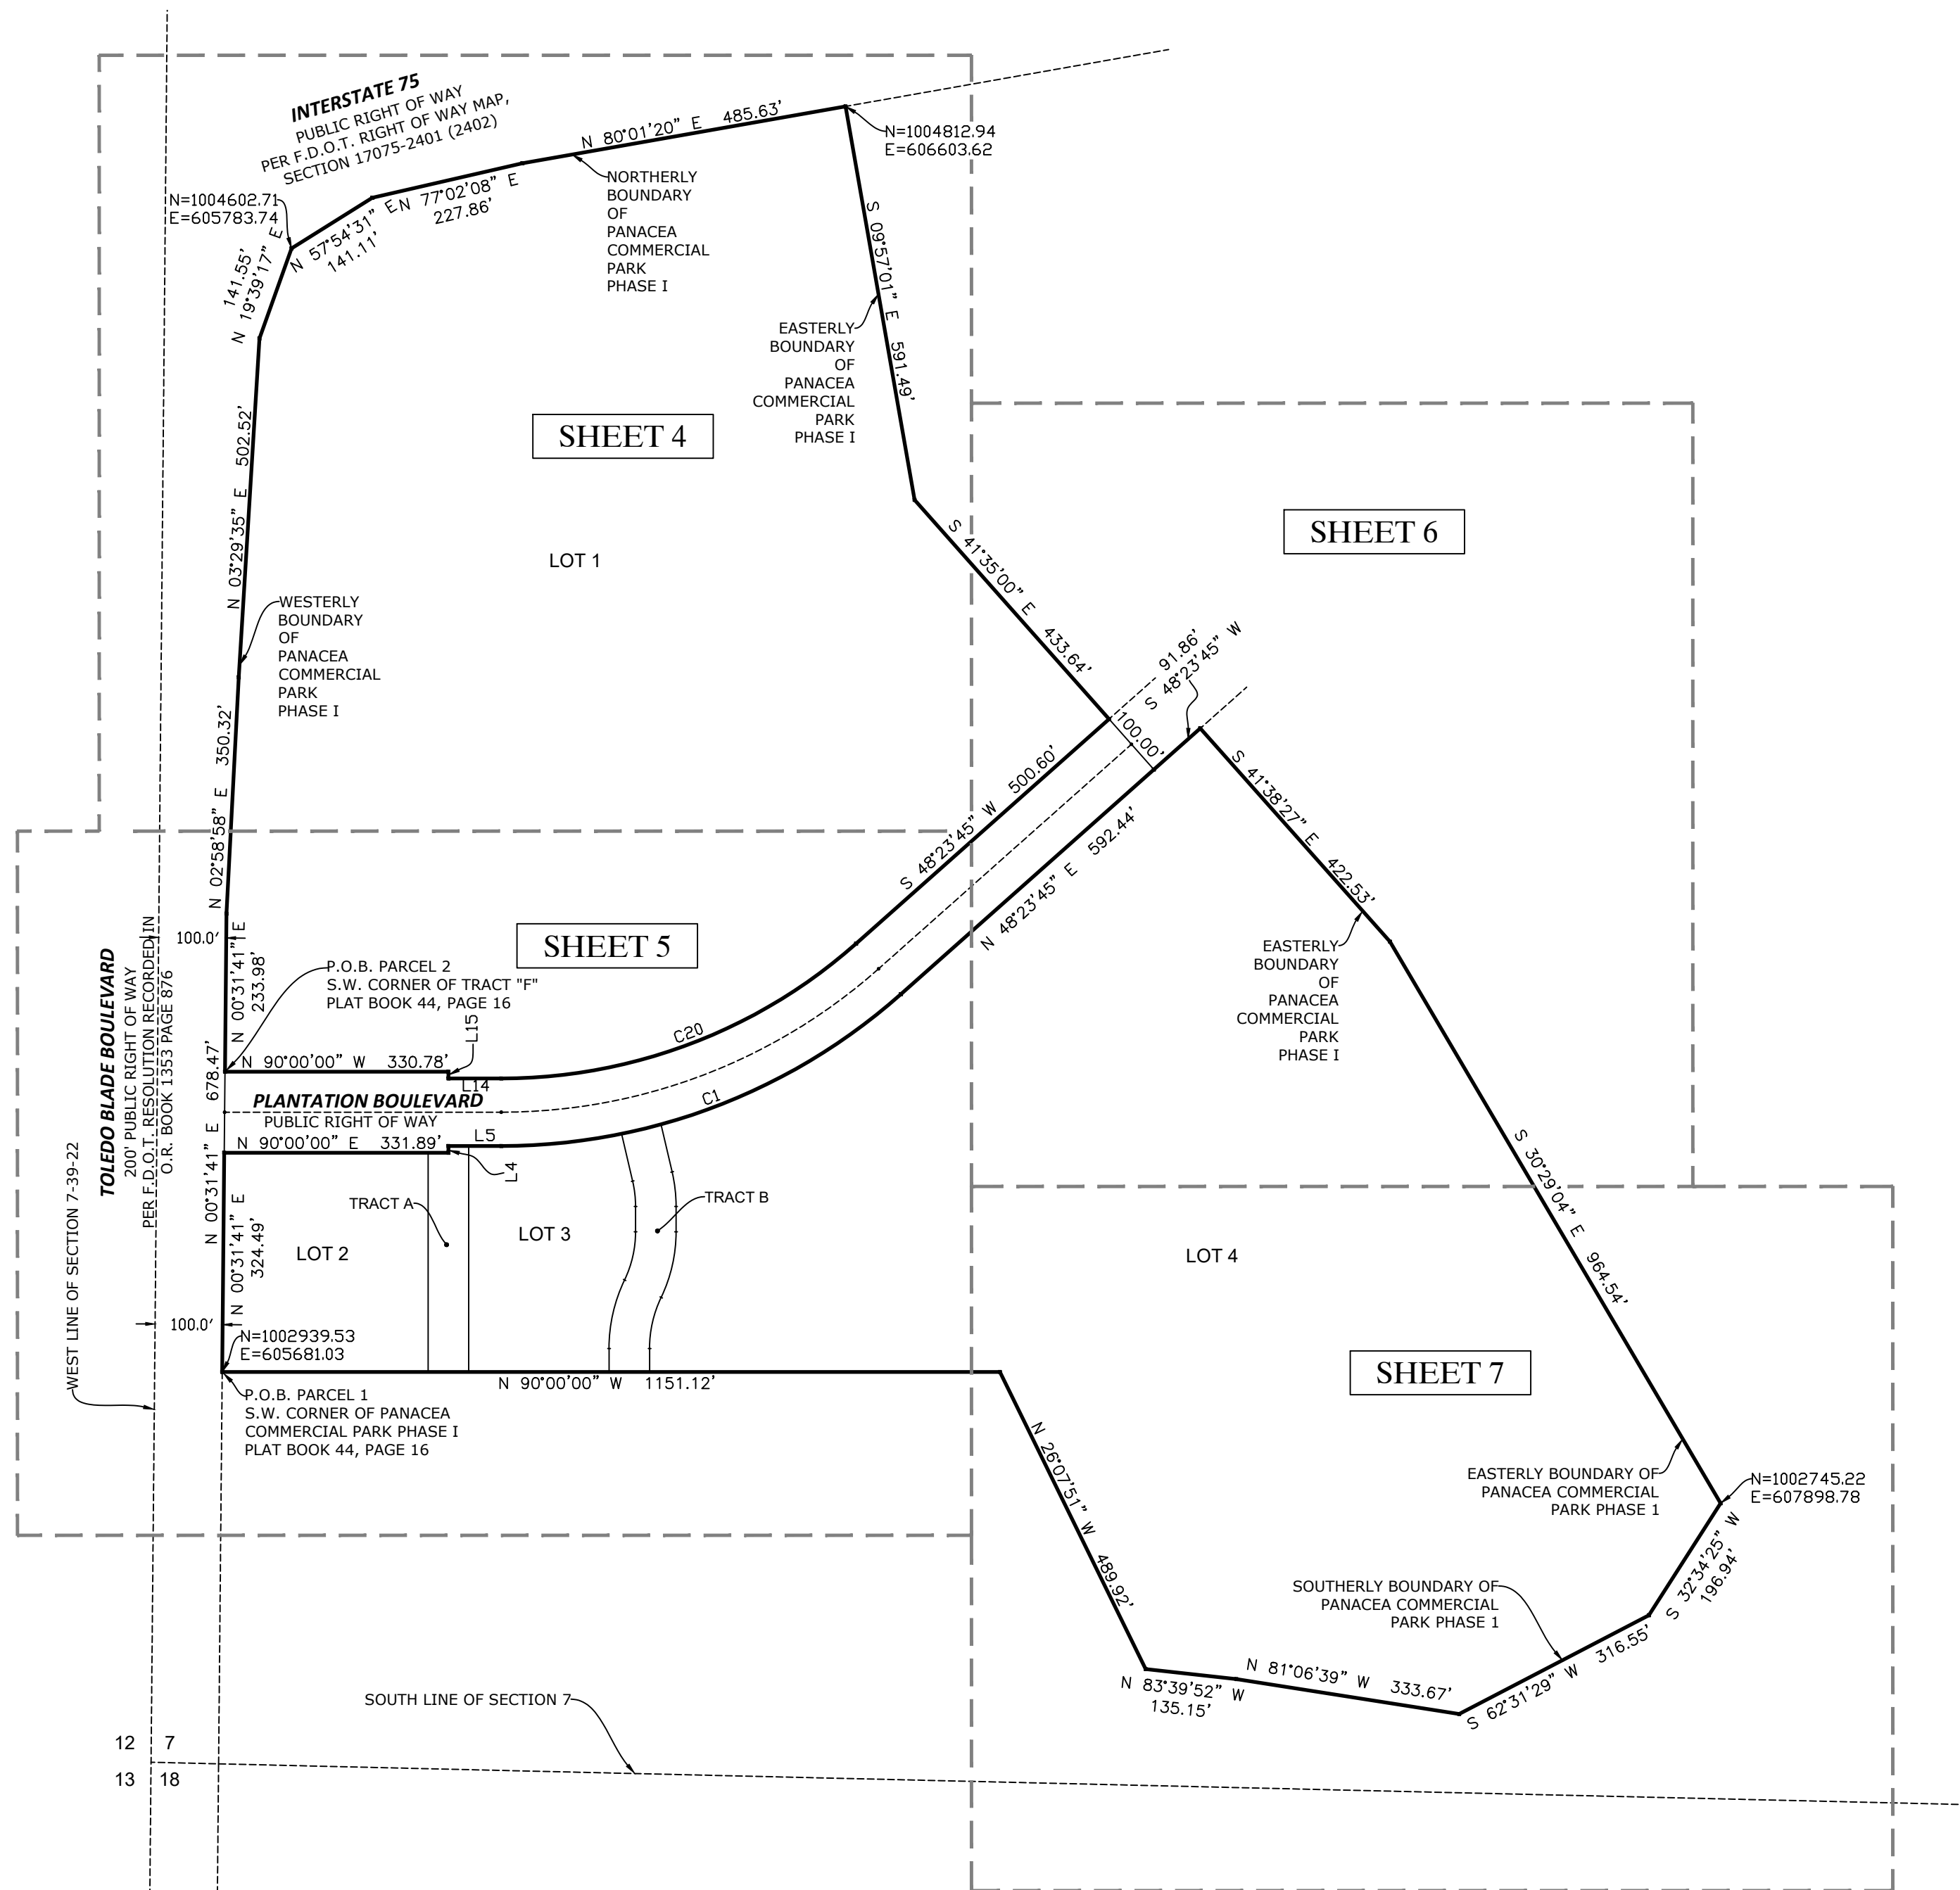 INTERSTATE 75
PUBLIC RIGHT OF WAY
PER F.D.O.T. RIGHT OF WAY MAP,
SECTION 17075-2401 (2402)
N 80°01'20" E 485.63'
N=1004812.94
E=606603.62
NORTHERLY
BOUNDARY
OF
PANACEA
COMMERCIAL
PARK
PHASE I
N=1004602.71
E=605783.74
N 77°02'08" E
227.86'
N 57°54'31" E
141.11'
141.55'
N 19°39'17" E
S 09°57'01" E 591.49'
EASTERLY
BOUNDARY
OF
PANACEA
COMMERCIAL
PARK
PHASE I
SHEET 4
N 03°29'35" E 502.52'
LOT 1
SHEET 6
S 41°35'00" E 433.64'
WESTERLY
BOUNDARY
OF
PANACEA
COMMERCIAL
PARK
PHASE I
91.86'
S 48°23'45" W
100.00'
N 02°58'58" E 350.32'
S 48°23'45" W 500.60'
N 48°23'45" E 592.44'
S 41°38'27" E 422.53'
SHEET 5
100.0'
N 00°31'41" E
233.98'
P.O.B. PARCEL 2
S.W. CORNER OF TRACT "F"
PLAT BOOK 44, PAGE 16
EASTERLY
BOUNDARY
OF
PANACEA
COMMERCIAL
PARK
PHASE I
TOLEDO BLADE BOULEVARD
200' PUBLIC RIGHT OF WAY
PER F.D.O.T. RESOLUTION RECORDED IN
O.R. BOOK 1353 PAGE 876
N 00°31'41" E 678.47'
N 90°00'00" W 330.78'
L15
L14
C20
C1
PLANTATION BOULEVARD
PUBLIC RIGHT OF WAY
N 90°00'00" E 331.89'
L5
L4
WEST LINE OF SECTION 7-39-22
N 00°31'41" E
324.49'
TRACT A
TRACT B
LOT 2
LOT 3
LOT 4
S 30°29'04" E 964.54'
100.0'
N=1002939.53
E=605681.03
N 90°00'00" W 1151.12'
P.O.B. PARCEL 1
S.W. CORNER OF PANACEA
COMMERCIAL PARK PHASE I
PLAT BOOK 44, PAGE 16
SHEET 7
N 26°07'51" W 489.92'
EASTERLY BOUNDARY OF
PANACEA COMMERCIAL
PARK PHASE 1
N=1002745.22
E=607898.78
S 32°34'25" W
196.94'
SOUTHERLY BOUNDARY OF
PANACEA COMMERCIAL
PARK PHASE 1
S 62°31'29" W 316.55'
N 81°06'39" W 333.67'
N 83°39'52" W
135.15'
SOUTH LINE OF SECTION 7
12 7
13 18